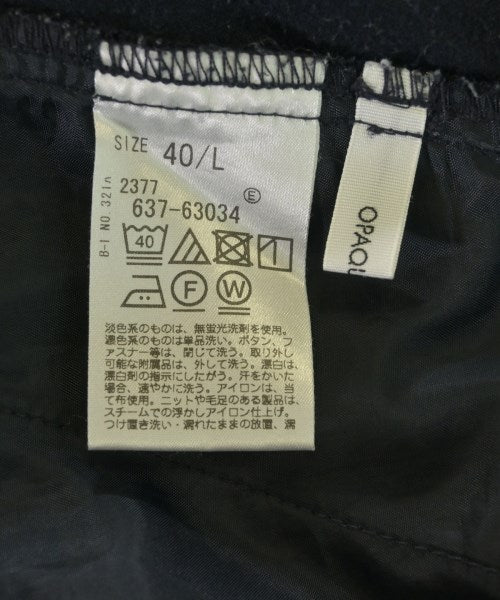 SIZE 40/L
2377
Ⓔ
637-63034
B-I NO. 321n
40
F W
淡色系のものは、無蛍光洗剤を使用。
濃色系のものは単品洗い。ボタン、フ
ァスナー等は、閉じて洗う。取り外し
可能な附属品は、外して洗う。漂白は、
漂白剤の指示にしたがう。汗をかいた
場合、速やかに洗う。アイロンは、当
て布使用。ニットや毛足のある製品は、
スチームでの浮かしアイロン仕上げ。
つけ置き洗い・濡れたままの放置、濡
OPAQU